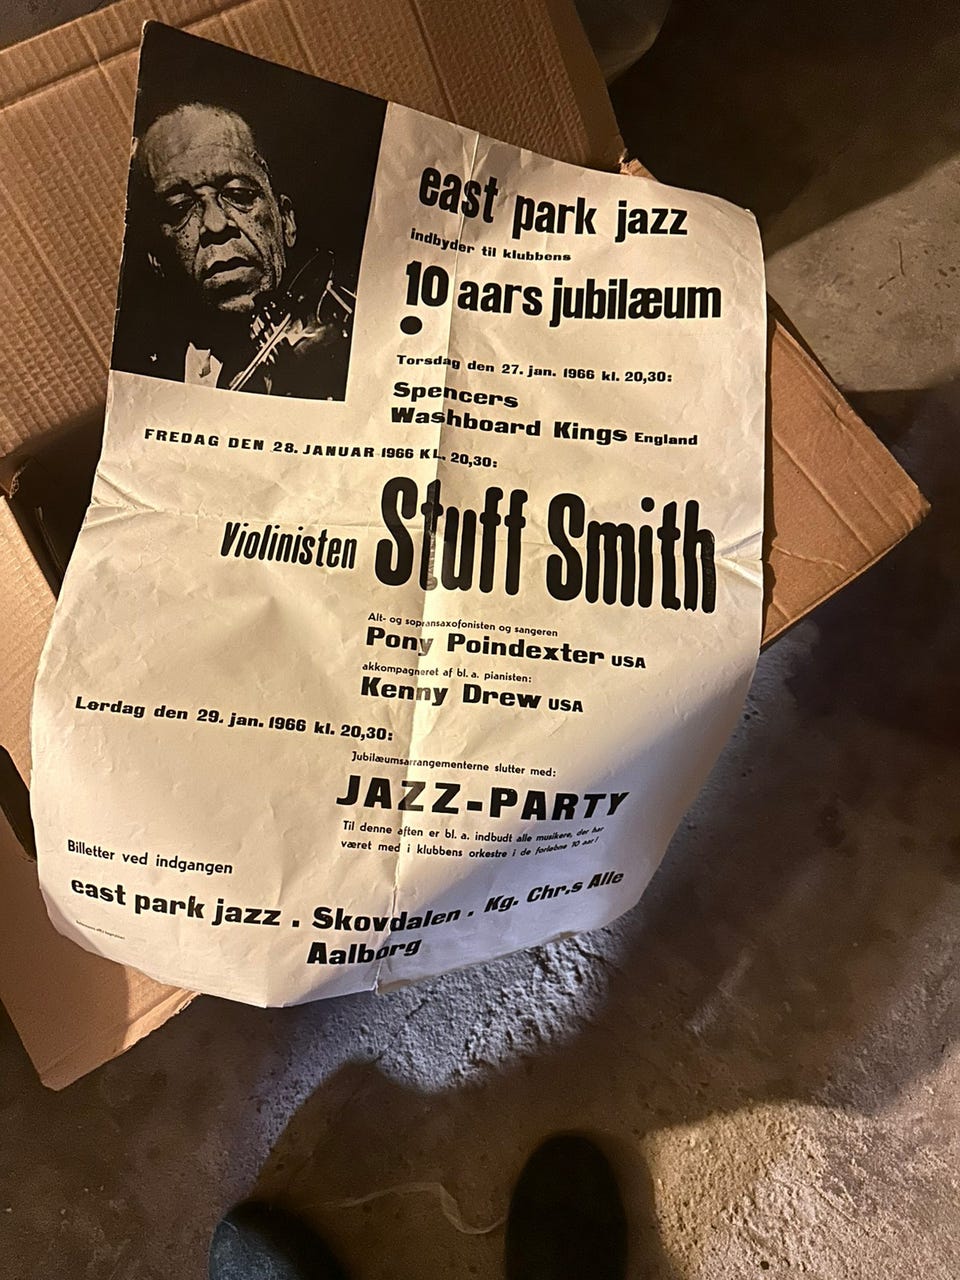 east park jazz
indbyder til klubbens
10 aars jubilæum
Torsdag den 27. jan. 1966 kl. 20,30:
Spencers
Washboard Kings England
FREDAG DEN 28. JANUAR 1966 KL. 20,30:
Violinisten Stuff Smith
Alt- og sopransaxofonisten og sangeren
Pony Poindexter USA
akkompagneret af bl. a. pianisten:
Kenny Drew USA
Lørdag den 29. jan. 1966 kl. 20,30:
Jubilæumsarrangementerne slutter med:
JAZZ-PARTY
Til denne aften er bl. a. indbudt alle musikere, der har
været med i klubbens orkestre i de forløbne 10 aar!
Billetter ved indgangen
east park jazz . Skovdalen . Kg. Chr.s Alle
Aalborg